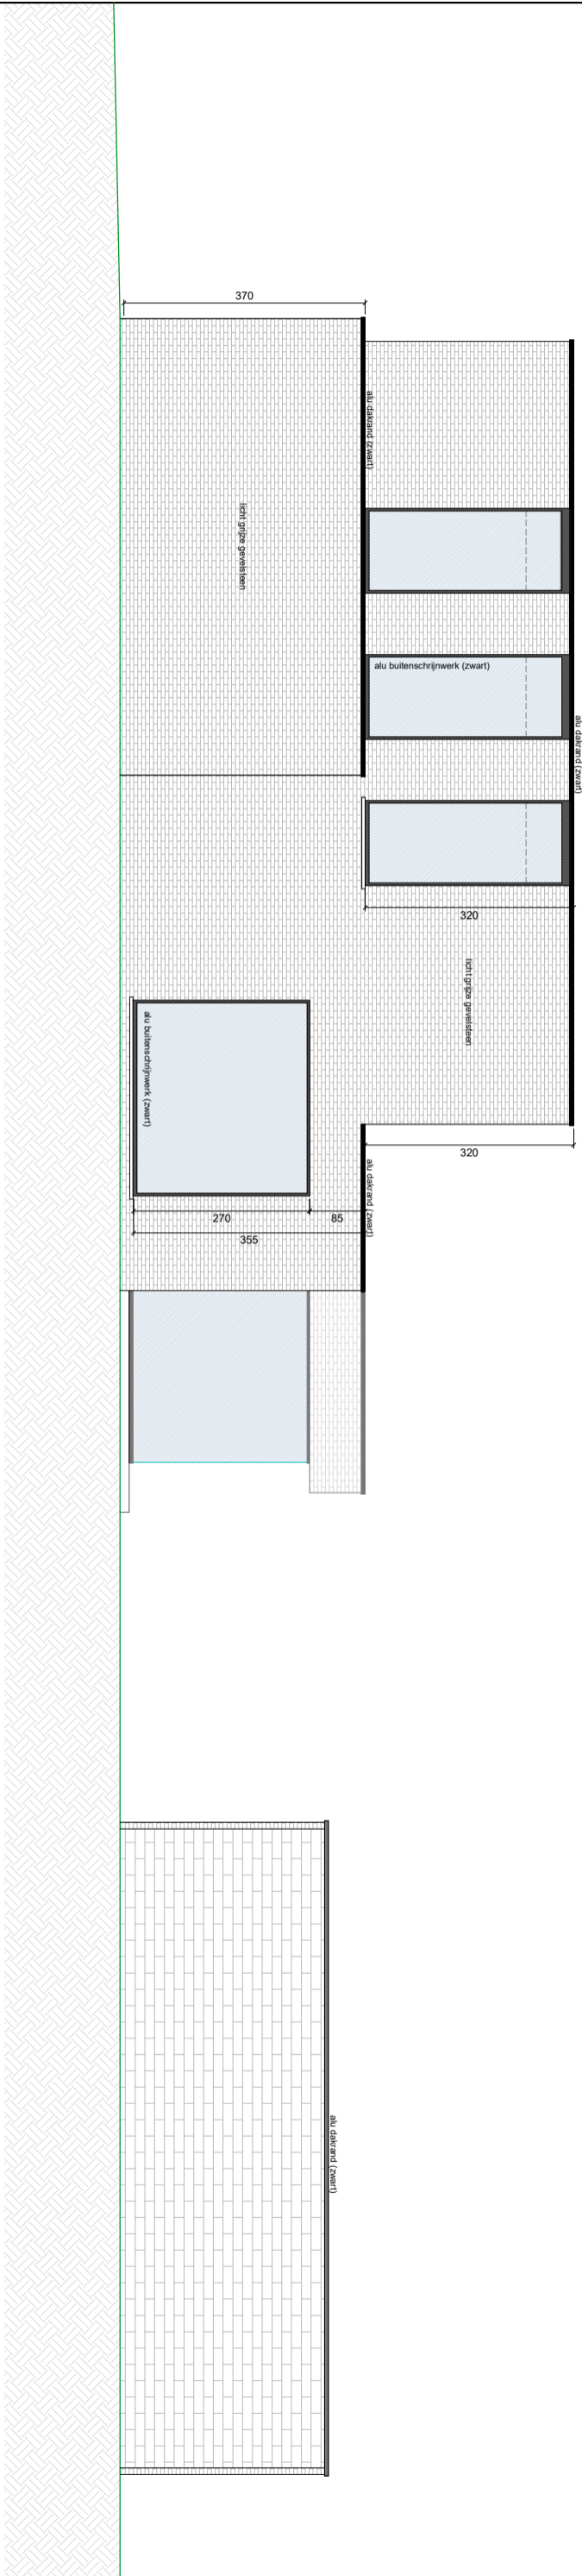 370
alu dakrand (zwart)
licht grijze gevelsteen
alu buitenschrijnwerk (zwart)
alu dakrand (zwart)
320
licht grijze gevelsteen
alu buitenschrijnwerk (zwart)
320
alu dakrand (zwart)
270
85
355
alu dakrand (zwart)